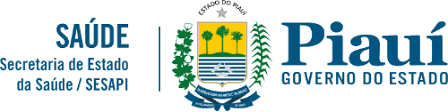 SAÚDE
Secretaria de Estado
da Saúde / SESAPI
ESTADO DO PIAUÍ
Piauí
GOVERNO DO ESTADO